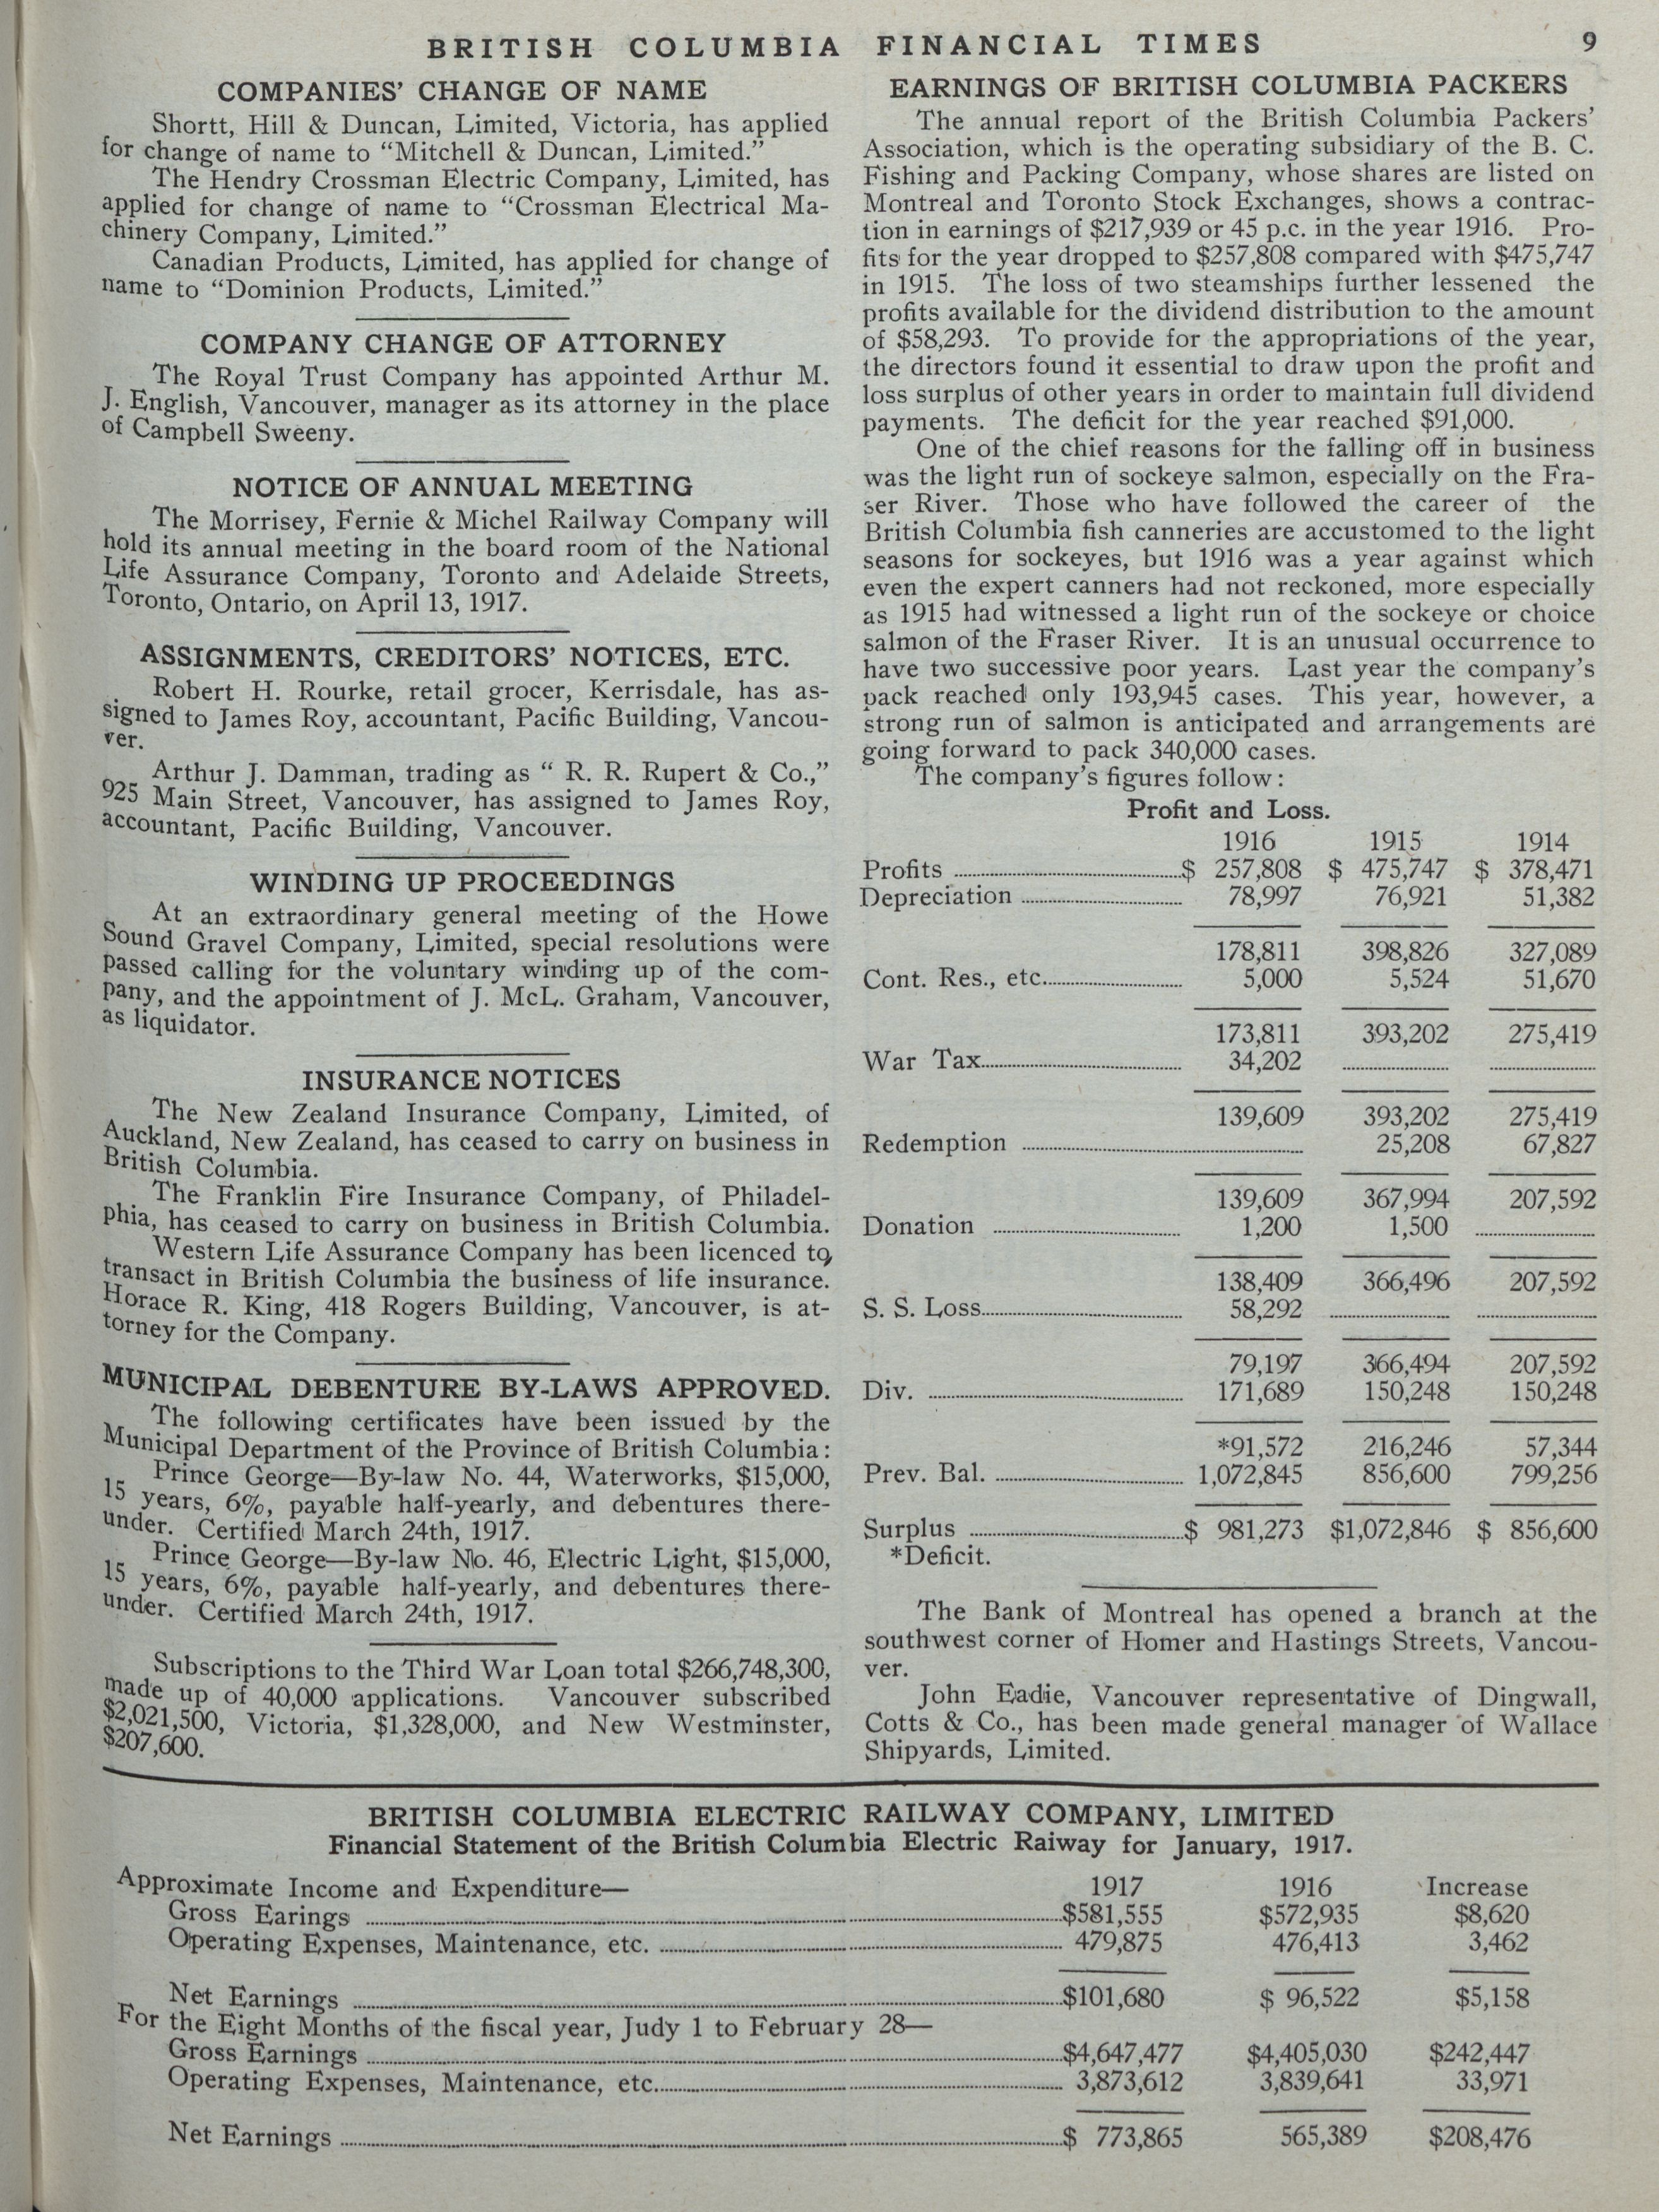 BRITISH COLUMBIA FINANCIAL TIMES 9
COMPANIES' CHANGE OF NAME
Shortt, Hill & Duncan, Limited, Victoria, has applied
for change of name to “Mitchell & Duncan, Limited.”
The Hendry Crossman Electric Company, Limited, has
applied for change of name to “Crossman Electrical Ma-
chinery Company, Limited.”
Canadian Products, Limited, has applied for change of
name to “Dominion Products, Limited.”
COMPANY CHANGE OF ATTORNEY
The Royal Trust Company has appointed Arthur M.
J. English, Vancouver, manager as its attorney in the place
of Campbell Sweeny.
NOTICE OF ANNUAL MEETING
The Morrisey, Fernie & Michel Railway Company will
hold its annual meeting in the board room of the National
Life Assurance Company, Toronto and Adelaide Streets,
Toronto, Ontario, on April 13, 1917.
ASSIGNMENTS, CREDITORS' NOTICES, ETC.
Robert H. Rourke, retail grocer, Kerrisdale, has as-
signed to James Roy, accountant, Pacific Building, Vancou-
ver.
Arthur J. Damman, trading as “ R. R. Rupert & Co.,”
925 Main Street, Vancouver, has assigned to James Roy,
accountant, Pacific Building, Vancouver.
WINDING UP PROCEEDINGS
At an extraordinary general meeting of the Howe
Sound Gravel Company, Limited, special resolutions were
passed calling for the voluntary winding up of the com-
pany, and the appointment of J. McL. Graham, Vancouver,
as liquidator.
INSURANCE NOTICES
The New Zealand Insurance Company, Limited, of
Auckland, New Zealand, has ceased to carry on business in
British Columbia.
The Franklin Fire Insurance Company, of Philadel-
phia, has ceased to carry on business in British Columbia.
Western Life Assurance Company has been licenced to,
transact in British Columbia the business of life insurance.
Horace R. King, 418 Rogers Building, Vancouver, is at-
torney for the Company.
MUNICIPAL DEBENTURE BY-LAWS APPROVED.
The following certificates have been issued by the
Municipal Department of the Province of British Columbia:
Prince George—By-law No. 44, Waterworks, $15,000,
15 years, 6%, payable half-yearly, and debentures there-
under. Certified March 24th, 1917.
Prince George—By-law No. 46, Electric Light, $15,000,
15 years, 6%, payable half-yearly, and debentures there-
under. Certified March 24th, 1917.
Subscriptions to the Third War Loan total $266,748,300,
made up of 40,000 applications. Vancouver subscribed
$2,021,500, Victoria, $1,328,000, and New Westminster,
$207,600.
EARNINGS OF BRITISH COLUMBIA PACKERS
The annual report of the British Columbia Packers'
Association, which is the operating subsidiary of the B. C.
Fishing and Packing Company, whose shares are listed on
Montreal and Toronto Stock Exchanges, shows a contrac-
tion in earnings of $217,939 or 45 p.c. in the year 1916. Pro-
fits for the year dropped to $257,808 compared with $475,747
in 1915. The loss of two steamships further lessened the
profits available for the dividend distribution to the amount
of $58,293. To provide for the appropriations of the year,
the directors found it essential to draw upon the profit and
loss surplus of other years in order to maintain full dividend
payments. The deficit for the year reached $91,000.
One of the chief reasons for the falling off in business
was the light run of sockeye salmon, especially on the Fra-
ser River. Those who have followed the career of the
British Columbia fish canneries are accustomed to the light
seasons for sockeyes, but 1916 was a year against which
even the expert canners had not reckoned, more especially
as 1915 had witnessed a light run of the sockeye or choice
salmon of the Fraser River. It is an unusual occurrence to
have two successive poor years. Last year the company's
pack reached only 193,945 cases. This year, however, a
strong run of salmon is anticipated and arrangements are
going forward to pack 340,000 cases.
The company's figures follow:
Profit and Loss.
1916 1915 1914
Profits $ 257,808 $ 475,747 $ 378,471
Depreciation 78,997 76,921 51,382
178,811 398,826 327,089
Cont. Res., etc. 5,000 5,524 51,670
173,811 393,202 275,419
War Tax 34,202
139,609 393,202 275,419
Redemption 25,208 67,827
139,609 367,994 207,592
Donation 1,200 1,500
138,409 366,496 207,592
S. S. Loss 58,292
79,197 366,494 207,592
Div. 171,689 150,248 150,248
*91,572 216,246 57,344
Prev. Bal. 1,072,845 856,600 799,256
Surplus $ 981,273 $1,072,846 $ 856,600
*Deficit.
The Bank of Montreal has opened a branch at the
southwest corner of Homer and Hastings Streets, Vancou-
ver.
John Eadie, Vancouver representative of Dingwall,
Cotts & Co., has been made general manager of Wallace
Shipyards, Limited.
BRITISH COLUMBIA ELECTRIC RAILWAY COMPANY, LIMITED
Financial Statement of the British Columbia Electric Raiway for January, 1917.
Approximate Income and Expenditure— 1917 1916 Increase
Gross Earings $581,555 $572,935 $8,620
Operating Expenses, Maintenance, etc. 479,875 476,413 3,462
Net Earnings $101,680 $ 96,522 $5,158
For the Eight Months of the fiscal year, Judy 1 to February 28—
Gross Earnings $4,647,477 $4,405,030 $242,447
Operating Expenses, Maintenance, etc. 3,873,612 3,839,641 33,971
Net Earnings $ 773,865 565,389 $208,476